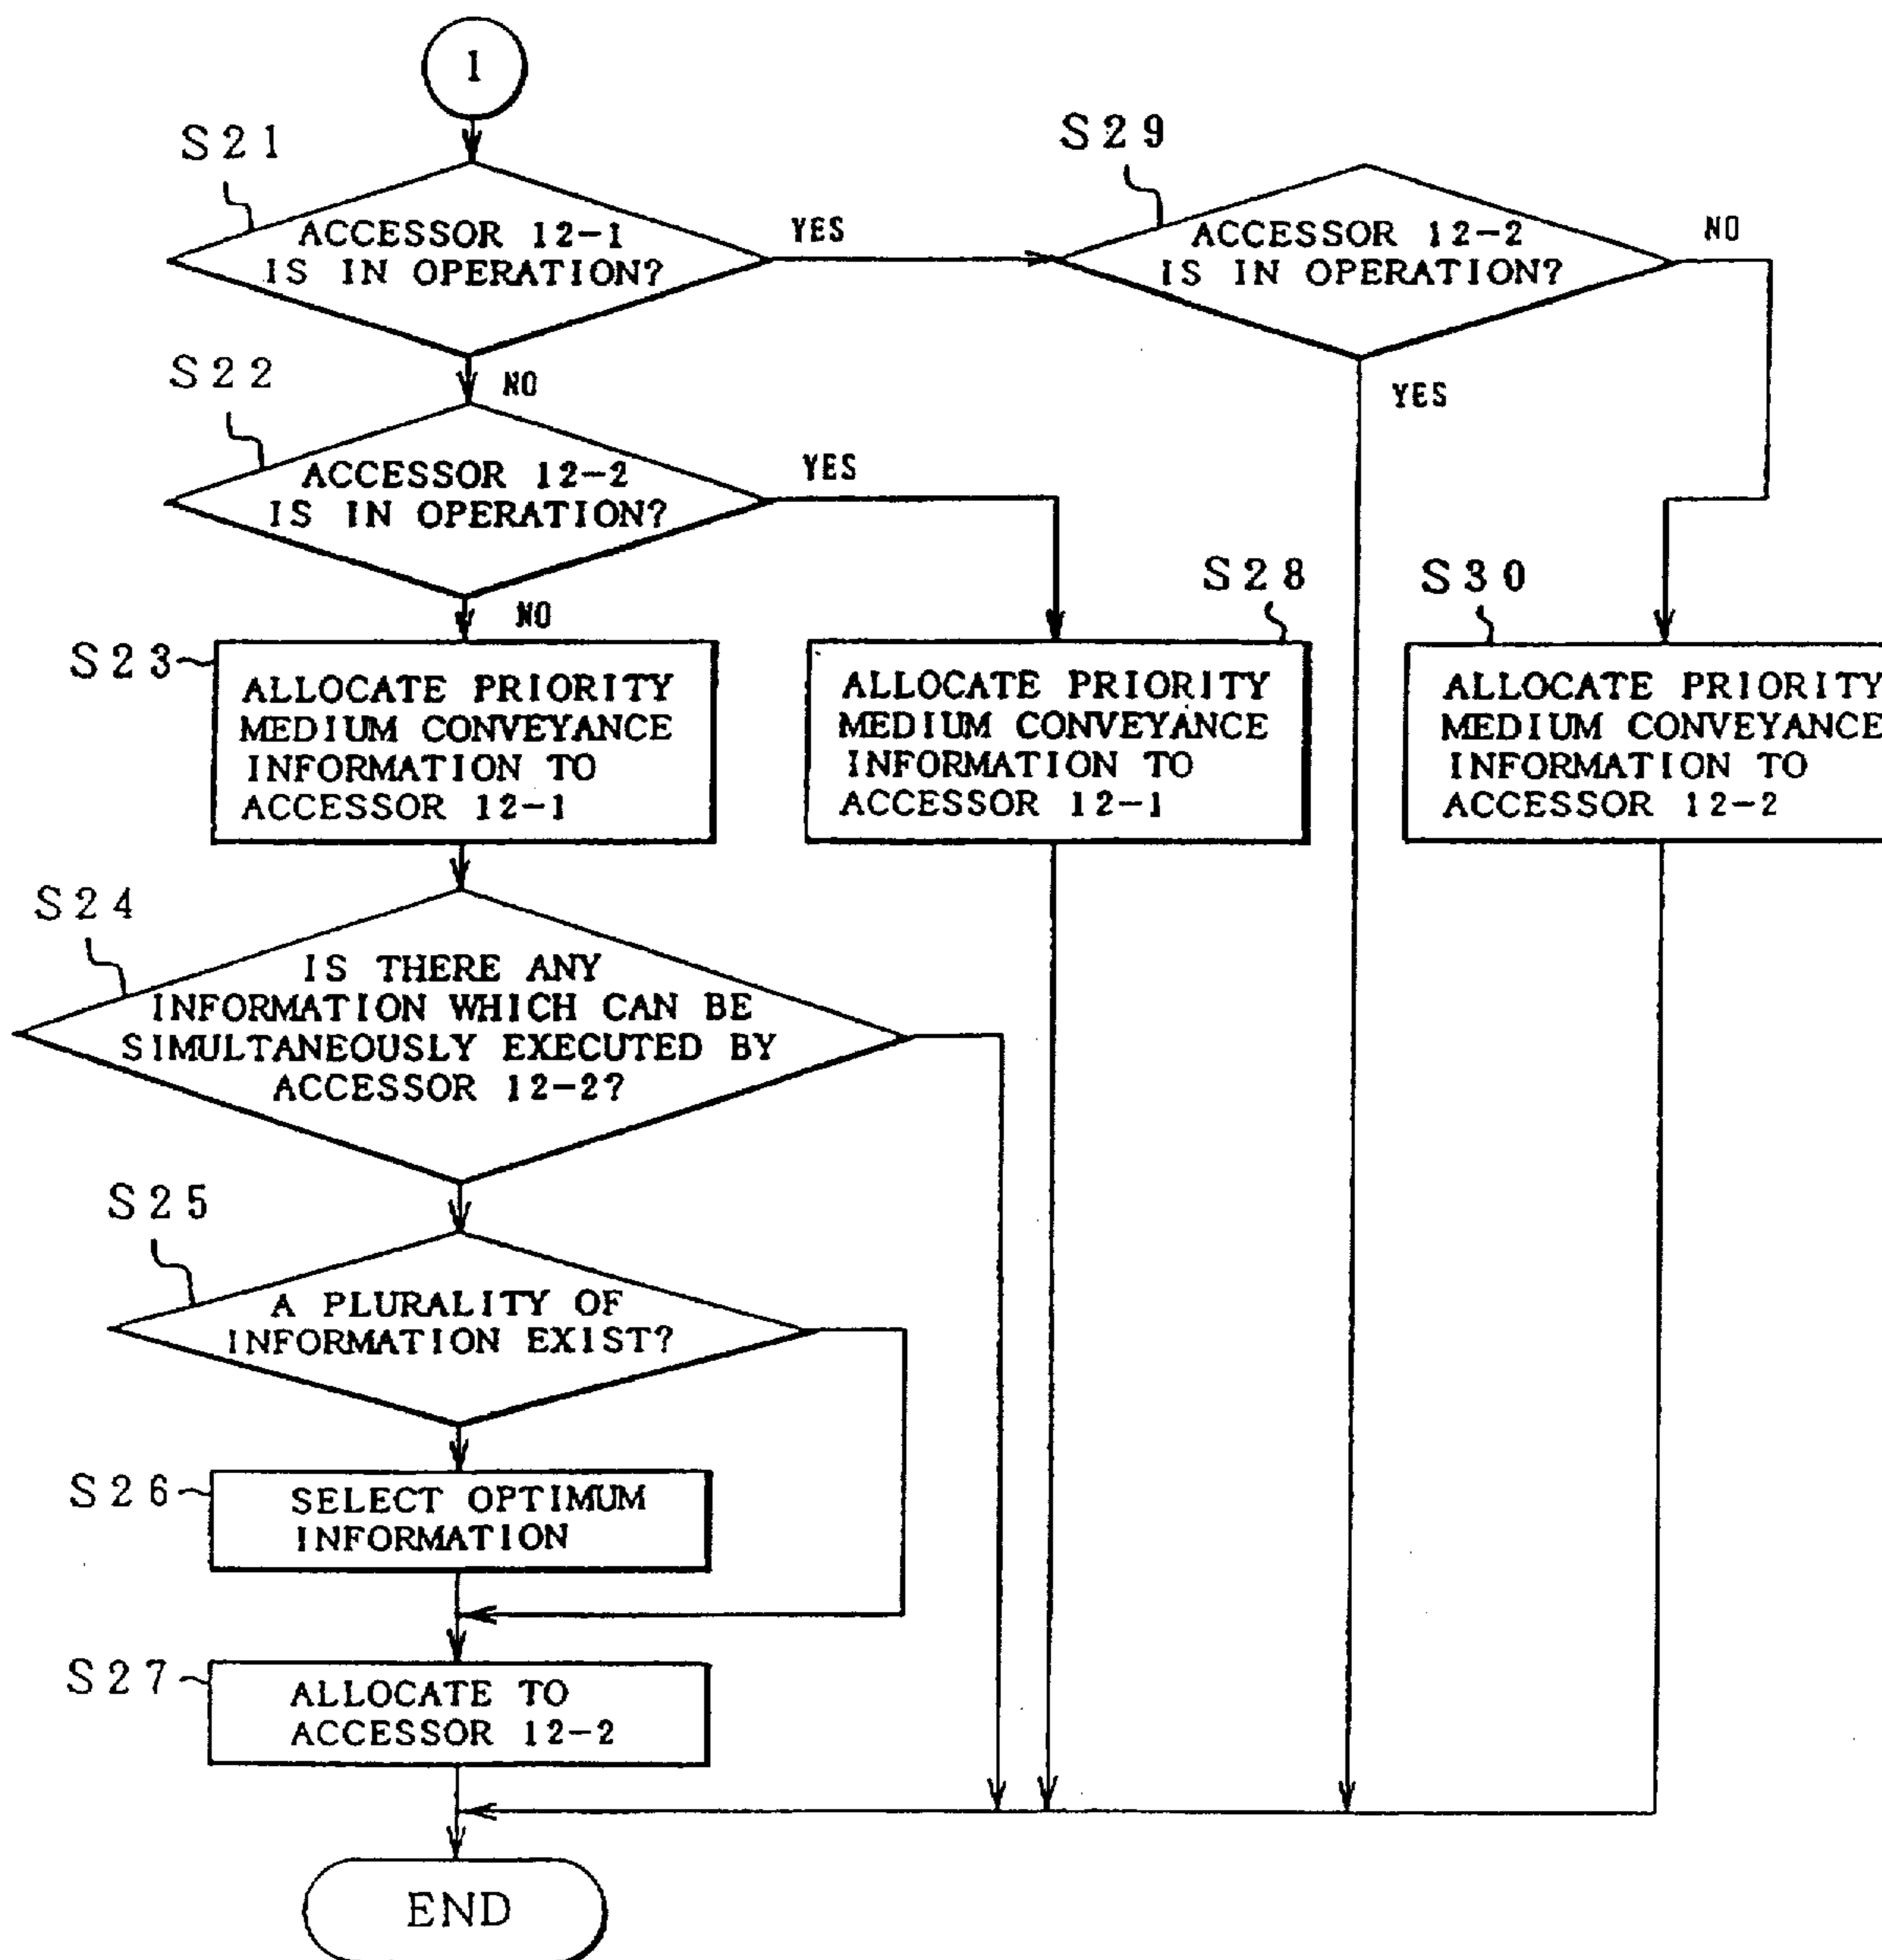 1
S21
ACCESSOR 12-1
IS IN OPERATION?
YES
S29
ACCESSOR 12-2
IS IN OPERATION?
NO
YES
NO
S22
ACCESSOR 12-2
IS IN OPERATION?
YES
NO
S23
ALLOCATE PRIORITY
MEDIUM CONVEYANCE
INFORMATION TO
ACCESSOR 12-1
S28
ALLOCATE PRIORITY
MEDIUM CONVEYANCE
INFORMATION TO
ACCESSOR 12-1
S30
ALLOCATE PRIORITY
MEDIUM CONVEYANCE
INFORMATION TO
ACCESSOR 12-2
S24
IS THERE ANY
INFORMATION WHICH CAN BE
SIMULTANEOUSLY EXECUTED BY
ACCESSOR 12-2?
S25
A PLURALITY OF
INFORMATION EXIST?
S26
SELECT OPTIMUM
INFORMATION
S27
ALLOCATE TO
ACCESSOR 12-2
END